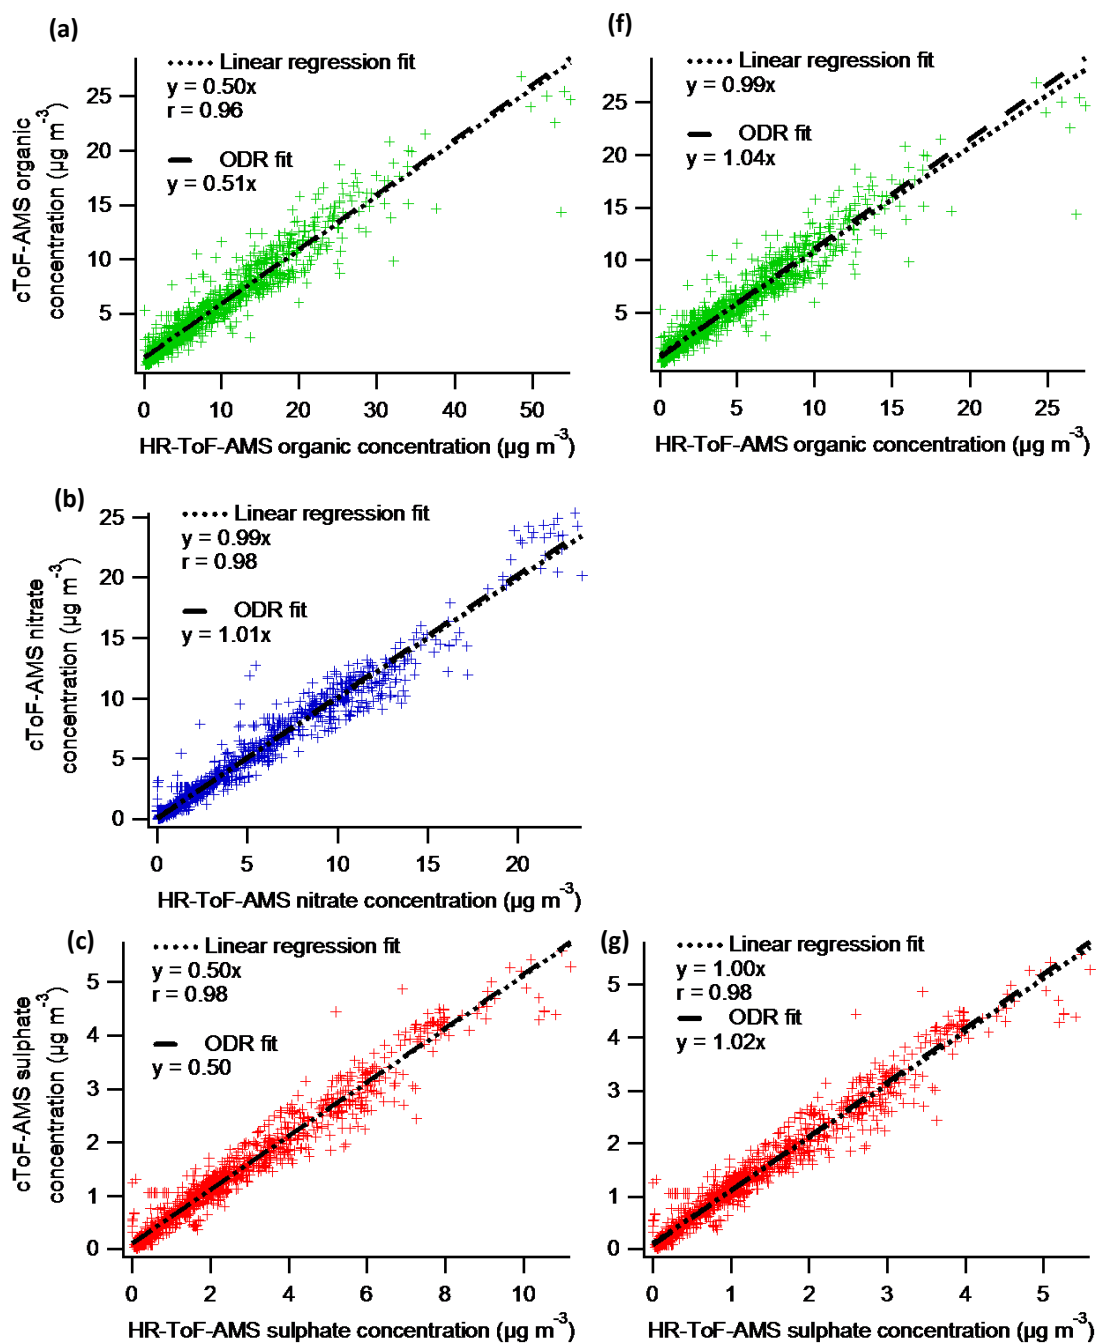 (a)
Linear regression fit
y = 0.50x
r = 0.96
ODR fit
y = 0.51x
25
20
15
10
5
cToF-AMS organic
concentration (µg m-3)
0 10 20 30 40 50
HR-ToF-AMS organic concentration (µg m-3)
(f)
Linear regression fit
y = 0.99x
ODR fit
y = 1.04x
25
20
15
10
5
0 5 10 15 20 25
HR-ToF-AMS organic concentration (µg m-3)
(b)
Linear regression fit
y = 0.99x
r = 0.98
ODR fit
y = 1.01x
25
20
15
10
5
0
cToF-AMS nitrate
concentration (µg m-3)
0 5 10 15 20
HR-ToF-AMS nitrate concentration (µg m-3)
(c)
Linear regression fit
y = 0.50x
r = 0.98
ODR fit
y = 0.50
5
4
3
2
1
0
cToF-AMS sulphate
concentration (µg m-3)
0 2 4 6 8 10
HR-ToF-AMS sulphate concentration (µg m-3)
(g)
Linear regression fit
y = 1.00x
r = 0.98
ODR fit
y = 1.02x
5
4
3
2
1
0
0 1 2 3 4 5
HR-ToF-AMS sulphate concentration (µg m-3)